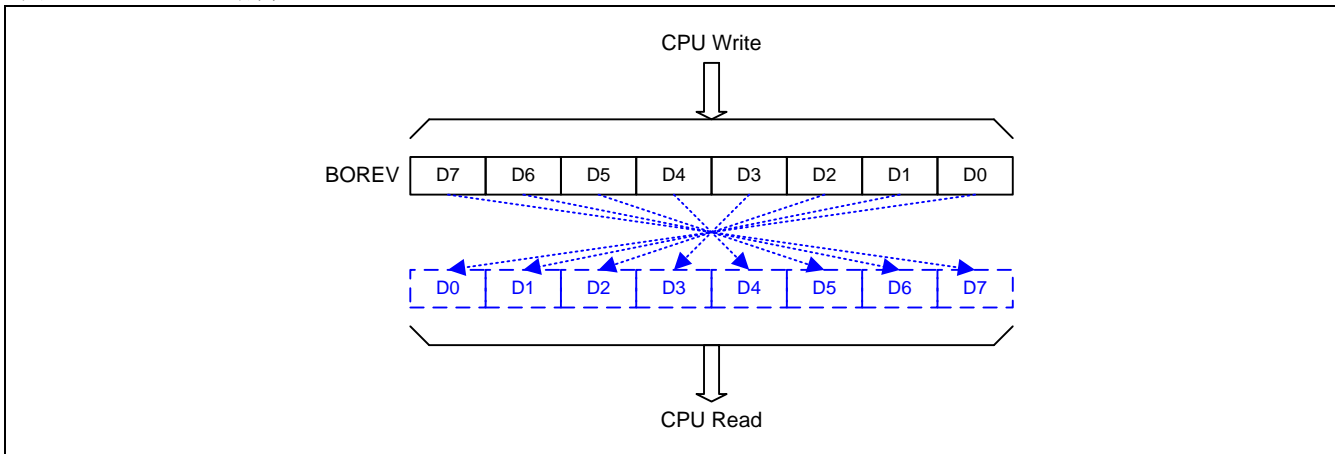 CPU Write
BOREV D7 D6 D5 D4 D3 D2 D1 D0
D0 D1 D2 D3 D4 D5 D6 D7
CPU Read